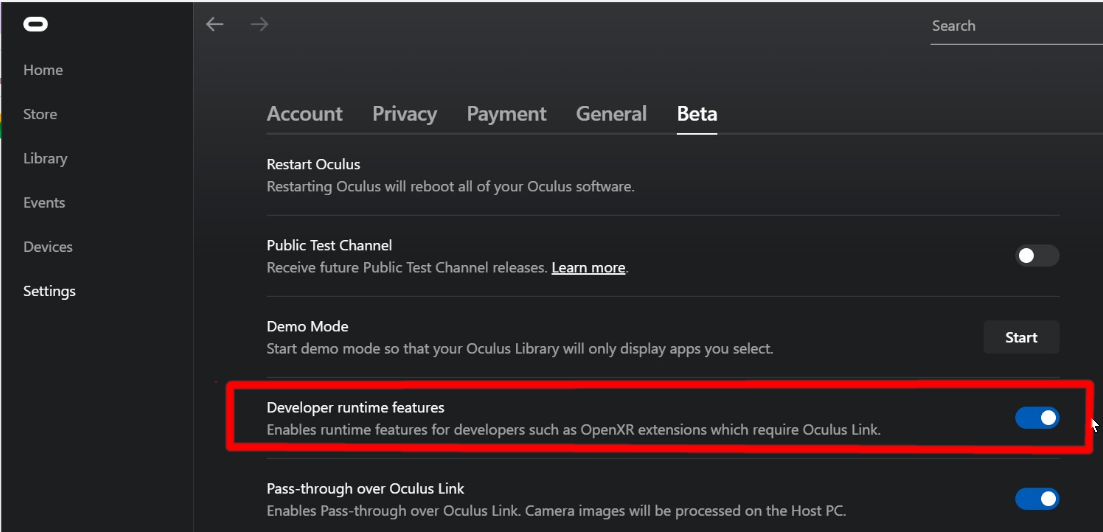 Search
Home
Store
Library
Events
Devices
Settings
Account Privacy Payment General Beta
Restart Oculus
Restarting Oculus will reboot all of your Oculus software.
Public Test Channel
Receive future Public Test Channel releases. Learn more.
Demo Mode
Start demo mode so that your Oculus Library will only display apps you select.
Start
Developer runtime features
Enables runtime features for developers such as OpenXR extensions which require Oculus Link.
Pass-through over Oculus Link
Enables Pass-through over Oculus Link. Camera images will be processed on the Host PC.